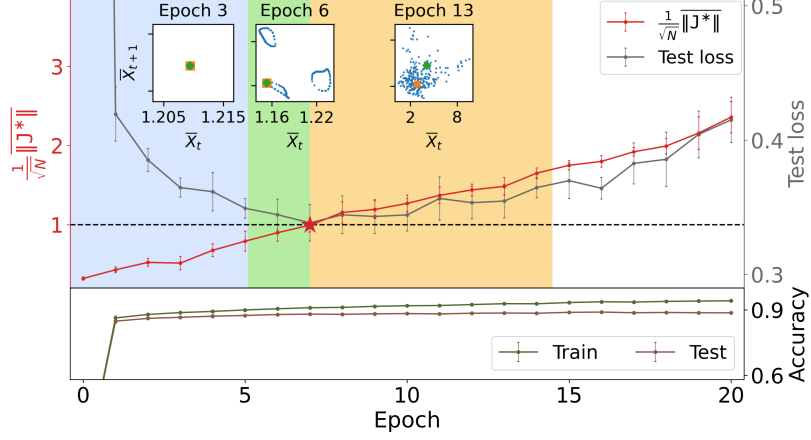 Epoch 3
Epoch 6
Epoch 13
X̅ₜ₊₁
1.205 1.215
X̅ₜ
1.16 1.22
X̅ₜ
2 8
X̅ₜ
1/√N ‖J*‖
Test loss
1/√N ‖J*‖
3
2
1
0.5
0.4
0.3
Test loss
0.9
0.6
Accuracy
Train
Test
0 5 10 15 20
Epoch